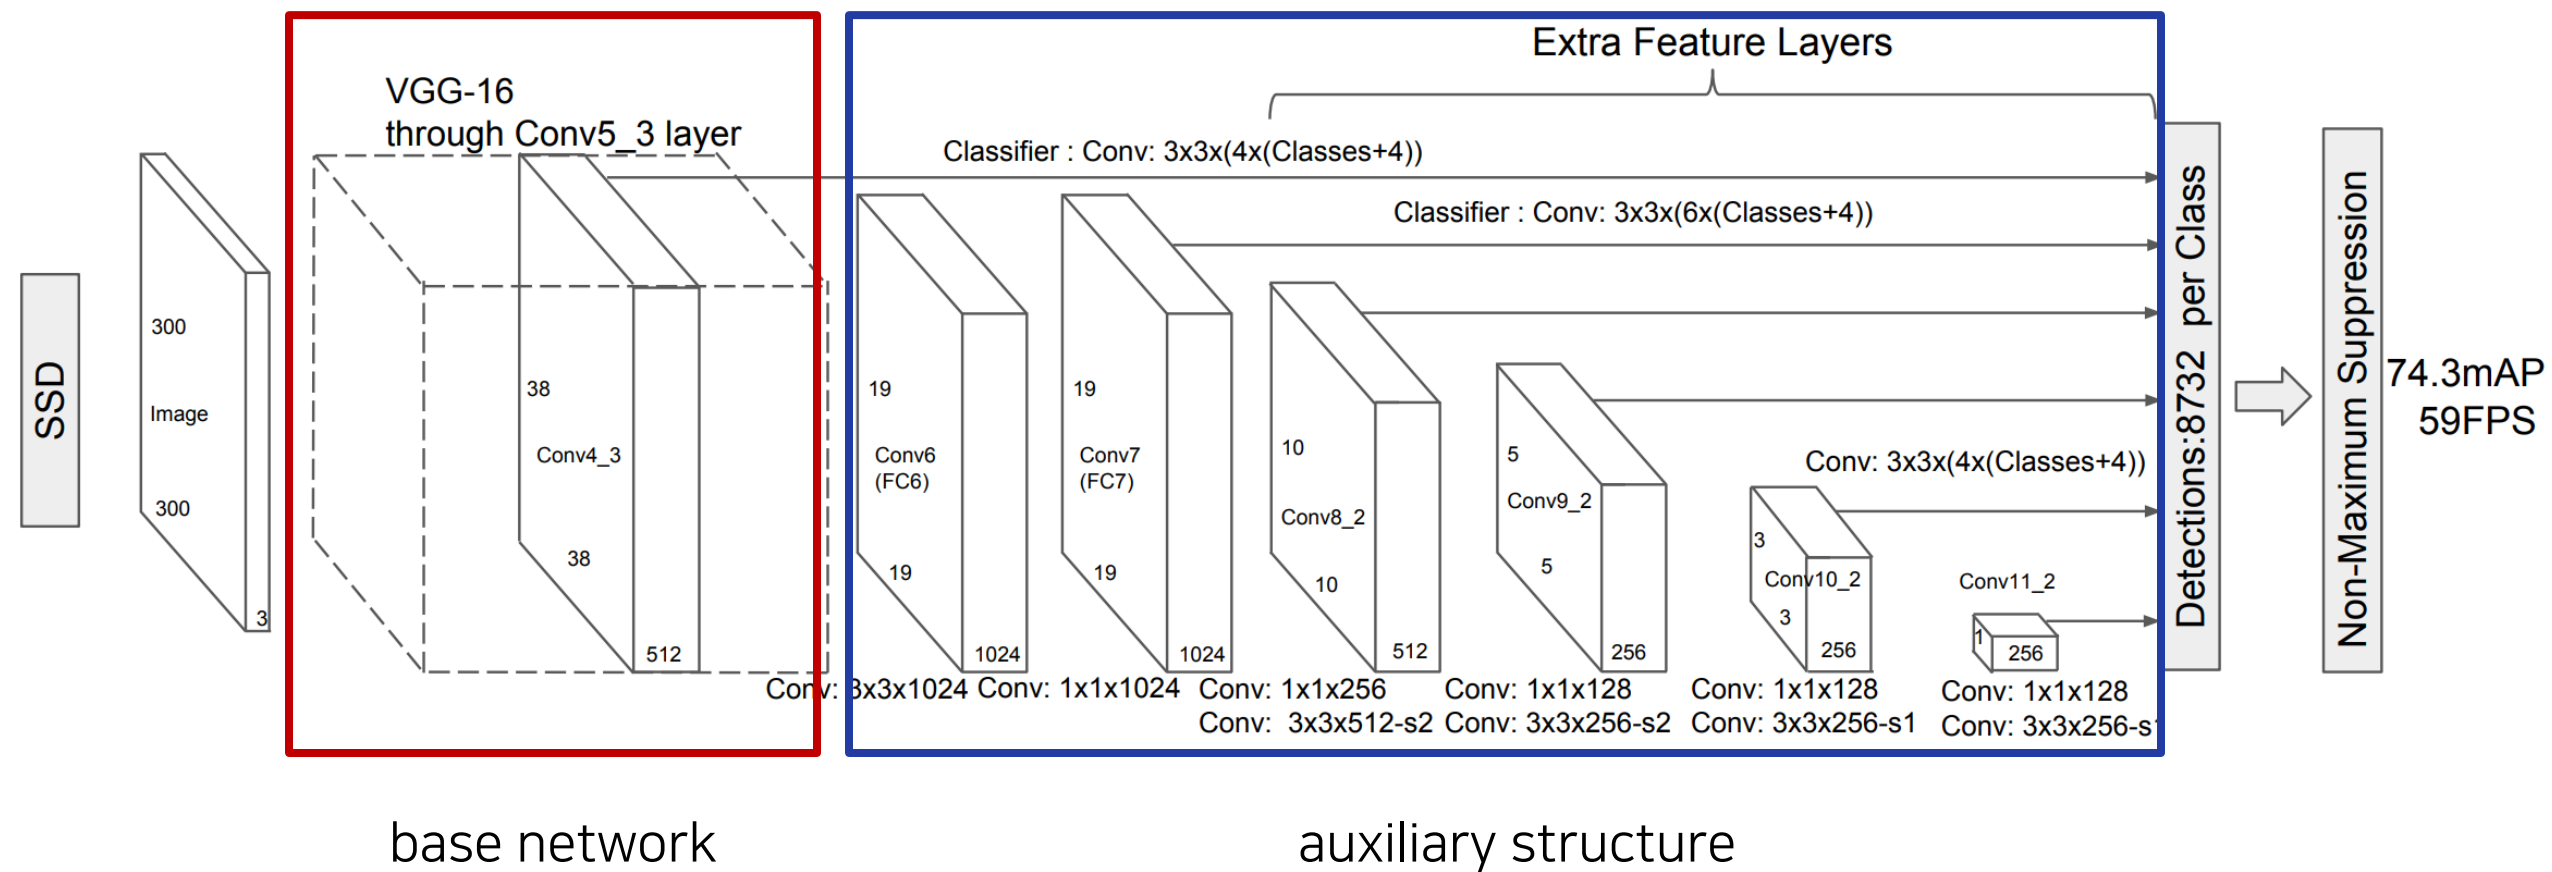 SSD
300
Image
300
3
VGG-16
through Conv5_3 layer
38
Conv4_3
38
512
Extra Feature Layers
Classifier : Conv: 3x3x(4x(Classes+4))
Classifier : Conv: 3x3x(6x(Classes+4))
19
Conv6
(FC6)
19
1024
19
Conv7
(FC7)
19
1024
10
Conv8_2
10
512
5
Conv9_2
5
256
Conv: 3x3x(4x(Classes+4))
3
Conv10_2
3
256
Conv11_2
1
256
Conv: 3x3x1024
Conv: 1x1x1024
Conv: 1x1x256
Conv: 3x3x512-s2
Conv: 1x1x128
Conv: 3x3x256-s2
Conv: 1x1x128
Conv: 3x3x256-s1
Conv: 1x1x128
Conv: 3x3x256-s1
Detections:8732 per Class
Non-Maximum Suppression
74.3mAP
59FPS
base network
auxiliary structure